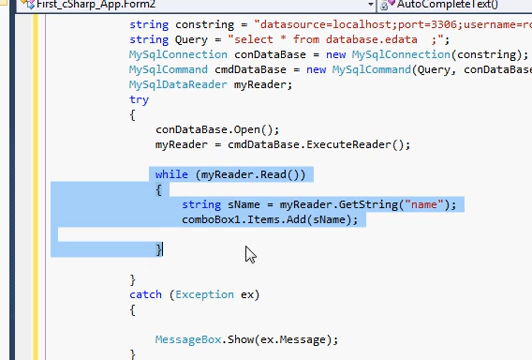 First_cSharp_App.Form2
AutoCompleteText()
string constring = "datasource=localhost;port=3306;username=ro
string Query = "select * from database.edata  ;";
MySqlConnection conDataBase = new MySqlConnection(constring);
MySqlCommand cmdDataBase = new MySqlCommand(Query, conDataBase
MySqlDataReader myReader;
try
{
conDataBase.Open();
myReader = cmdDataBase.ExecuteReader();
while (myReader.Read())
{
string sName = myReader.GetString("name");
comboBox1.Items.Add(sName);
}
}
catch (Exception ex)
{
MessageBox.Show(ex.Message);
}